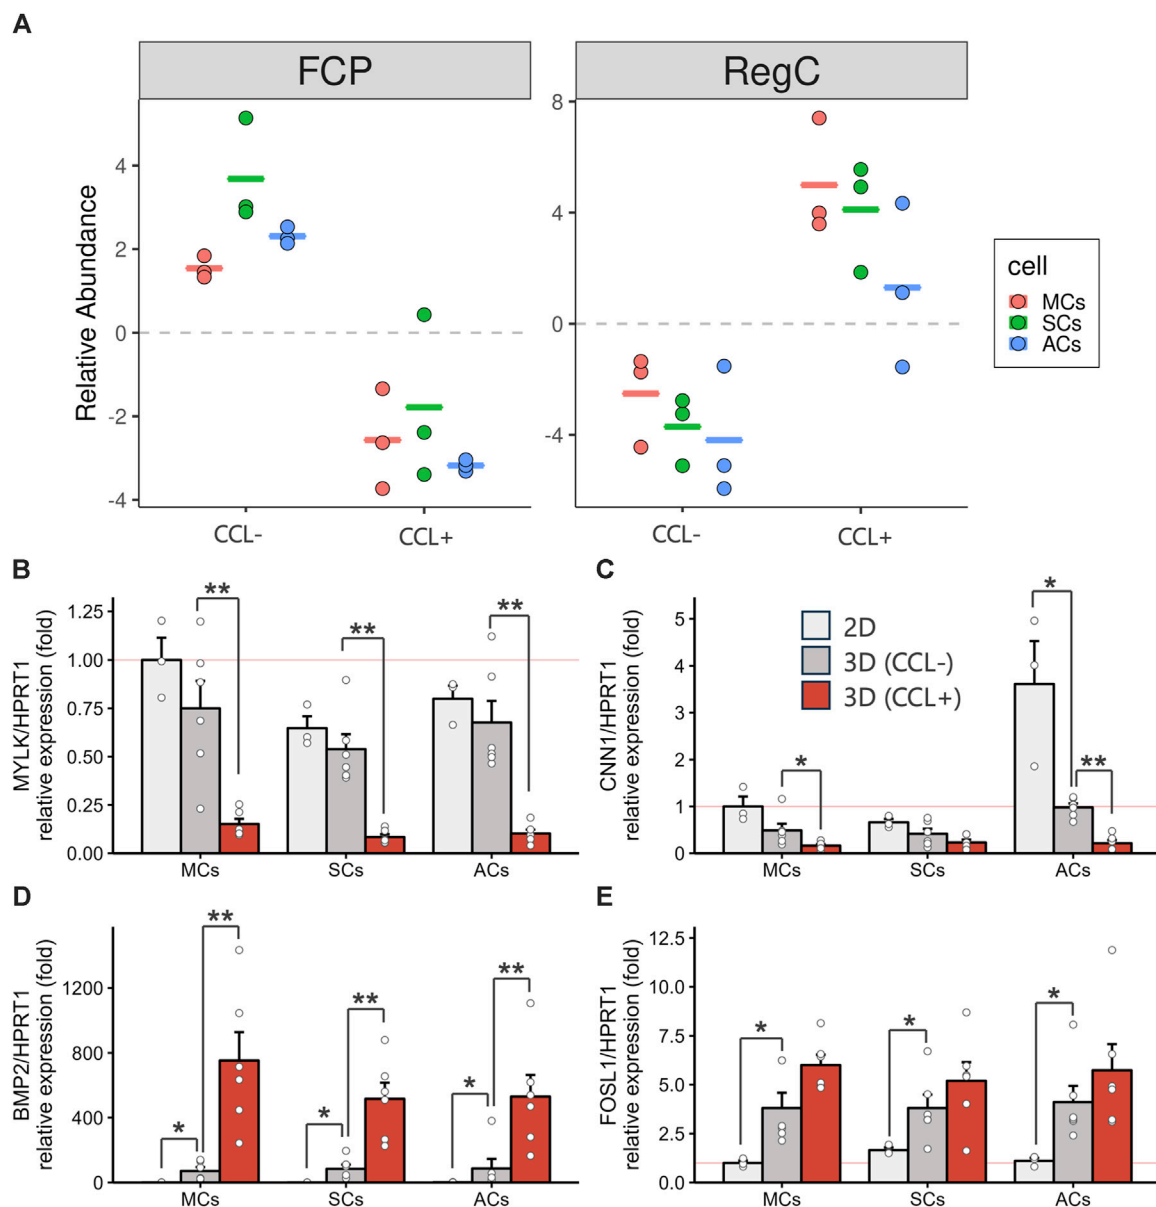 A
FCP
RegC
Relative Abundance
4
2
0
-2
-4
8
4
0
-4
CCL-
CCL+
CCL-
CCL+
cell
MCs
SCs
ACs
B
MYLK/HPRT1
relative expression (fold)
1.25
1.00
0.75
0.50
0.25
0.00
**
**
**
MCs
SCs
ACs
C
CNN1/HPRT1
relative expression (fold)
5
4
3
2
1
0
2D
3D (CCL-)
3D (CCL+)
*
*
**
MCs
SCs
ACs
D
BMP2/HPRT1
relative expression (fold)
1200
800
400
0
*
**
*
**
*
**
MCs
SCs
ACs
E
FOSL1/HPRT1
relative expression (fold)
12.5
10.0
7.5
5.0
2.5
0.0
*
*
*
MCs
SCs
ACs